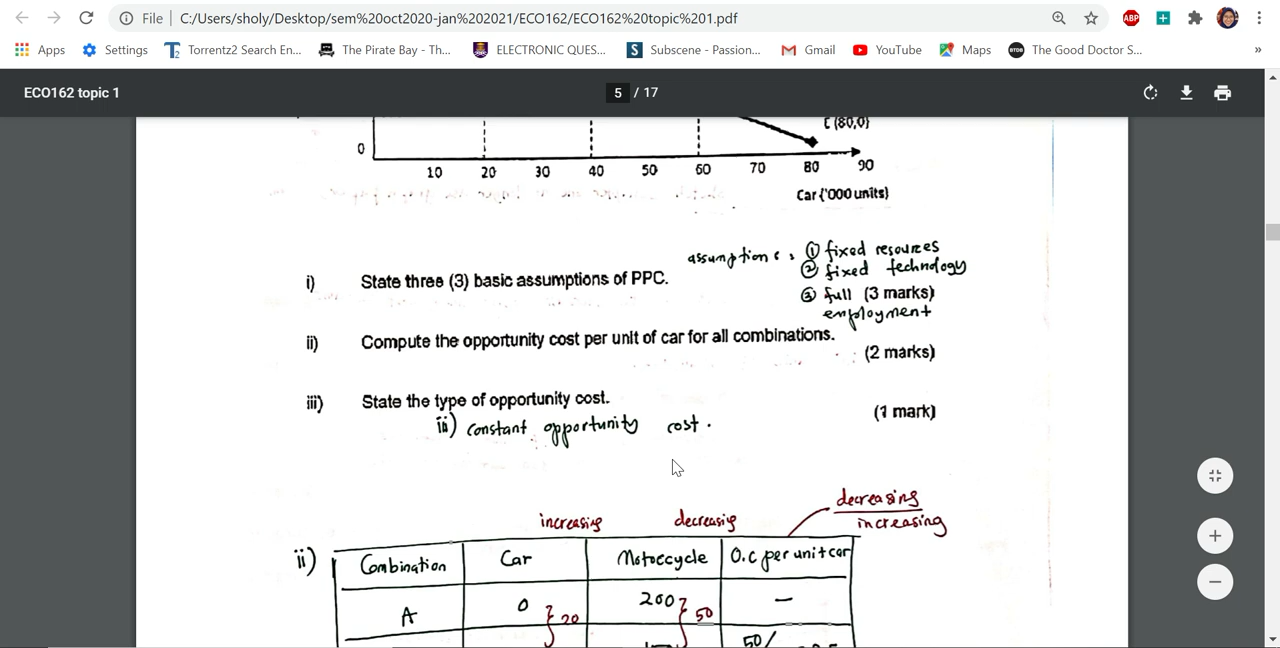 File | C:/Users/sholy/Desktop/sem%20oct2020-jan%202021/ECO162/ECO162%20topic%201.pdf
ABP
Apps Settings Torrentz2 Search En... The Pirate Bay - Th... ELECTRONIC QUES... Subscene - Passion... Gmail YouTube Maps The Good Doctor S... »
ECO162 topic 1 5 / 17
(80,0)
0
10 20 30 40 50 60 70 80 90
Car ('000 units)
assumptions : ① fixed resources
② fixed technology
i) State three (3) basic assumptions of PPC.
③ full (3 marks)
employment
ii) Compute the opportunity cost per unit of car for all combinations.
(2 marks)
iii) State the type of opportunity cost.
(1 mark)
iii) constant opportunity cost.
decreasing
increasing decreasing increasing
ii) Combination Car Motorcycle O.C per unit car
A 0 } 20 200 } 50 —
50/